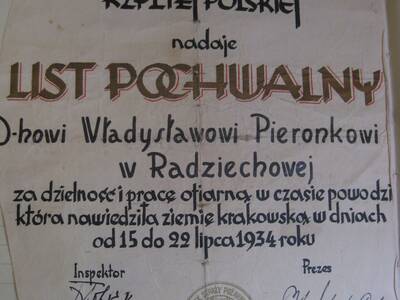 RZPLTEJ POLSKIEJ
nadaje
LIST POCHWALNY
D-howi Władysławowi Pieronkowi
w Radziechowej
za dzielność i pracę ofiarną w czasie powodzi
która nawiedziła ziemię krakowską w dniach
od 15 do 22 lipca 1934 roku
Inspektor Prezes